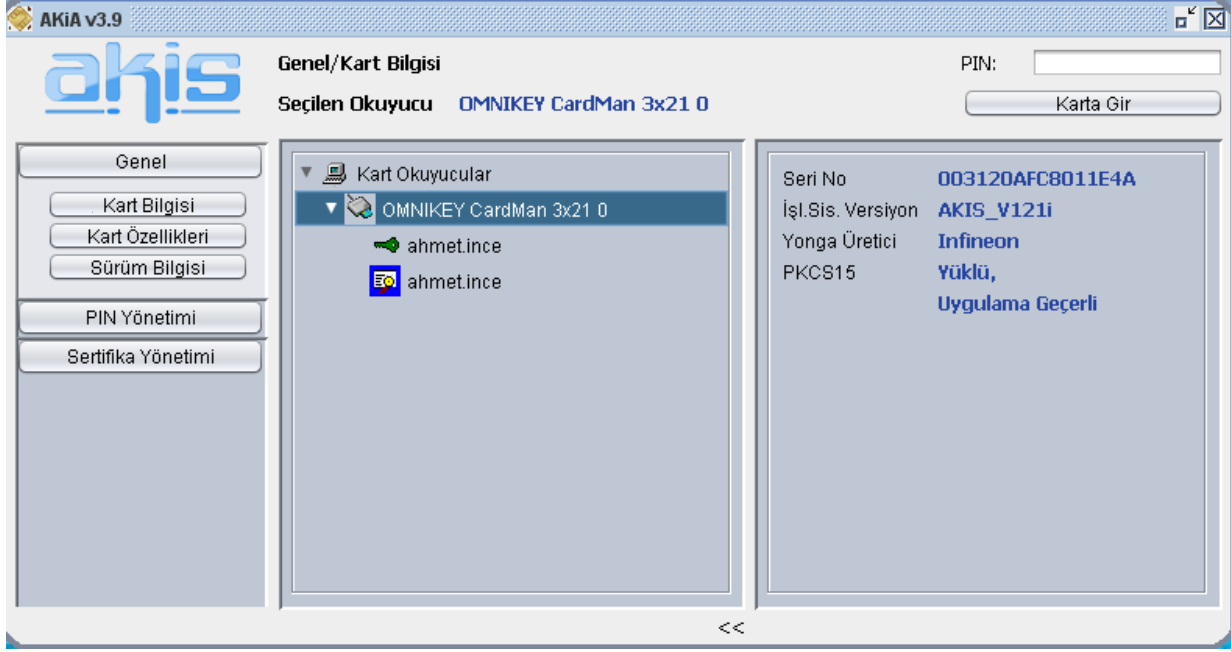 AKiA v3.9
akis
Genel/Kart Bilgisi
PIN:
Seçilen Okuyucu OMNIKEY CardMan 3x21 0
Karta Gir
Genel
Kart Bilgisi
Kart Özellikleri
Sürüm Bilgisi
PIN Yönetimi
Sertifika Yönetimi
Kart Okuyucular
OMNIKEY CardMan 3x21 0
ahmet.ince
ahmet.ince
Seri No 003120AFC8011E4A
İşl.Sis. Versiyon AKIS_V121i
Yonga Üretici Infineon
PKCS15 Yüklü,
Uygulama Geçerli
<<